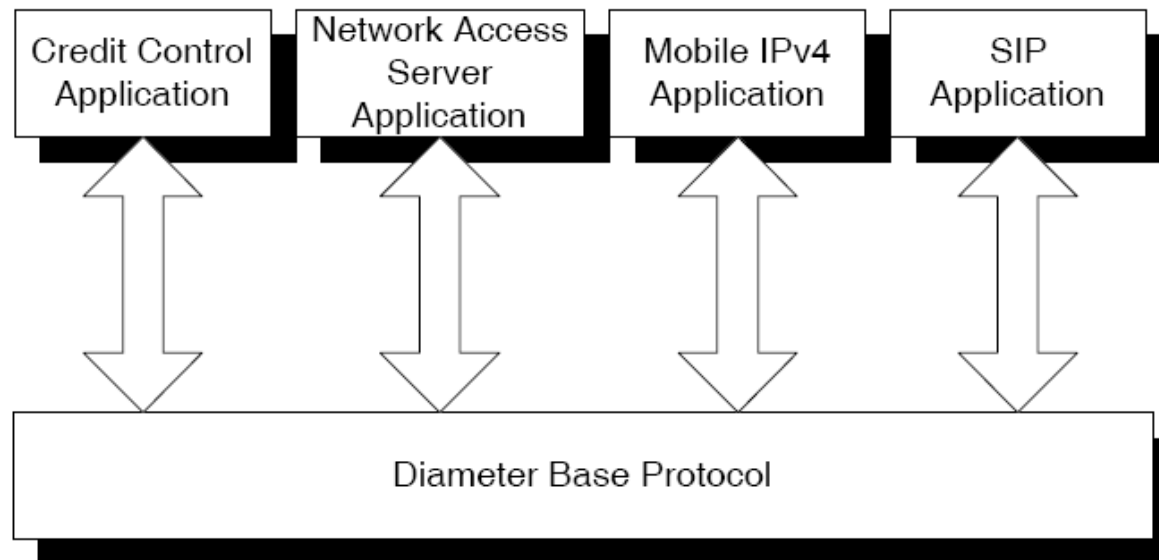 Credit Control
Application
Network Access
Server
Application
Mobile IPv4
Application
SIP
Application
Diameter Base Protocol